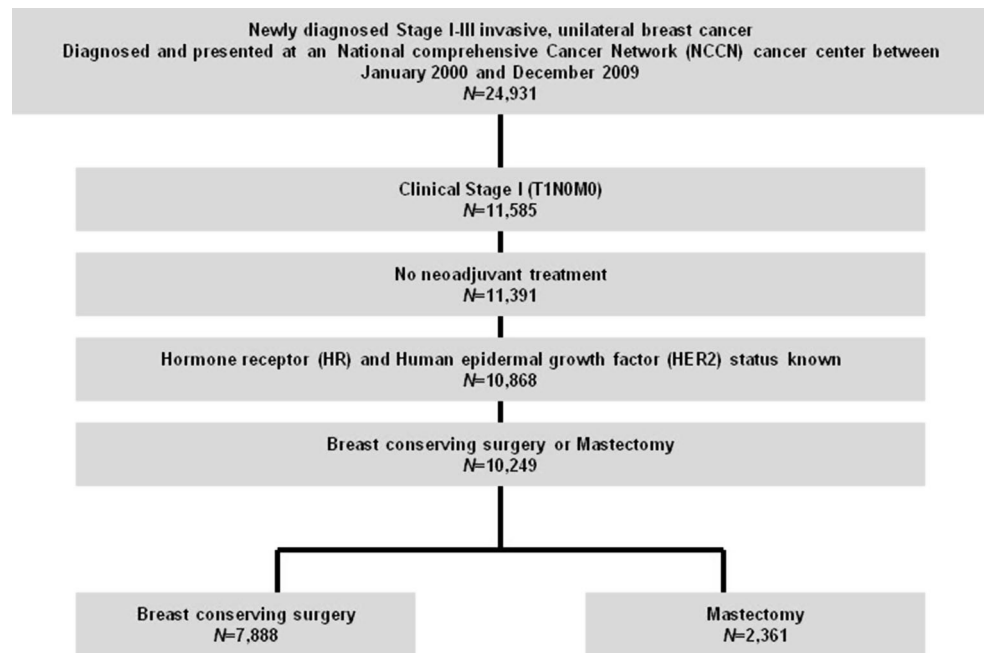 Newly diagnosed Stage I-III invasive, unilateral breast cancer
Diagnosed and presented at an National comprehensive Cancer Network (NCCN) cancer center between
January 2000 and December 2009
N=24,931
Clinical Stage I (T1N0M0)
N=11,585
No neoadjuvant treatment
N=11,391
Hormone receptor (HR) and Human epidermal growth factor (HER2) status known
N=10,868
Breast conserving surgery or Mastectomy
N=10,249
Breast conserving surgery
N=7,888
Mastectomy
N=2,361